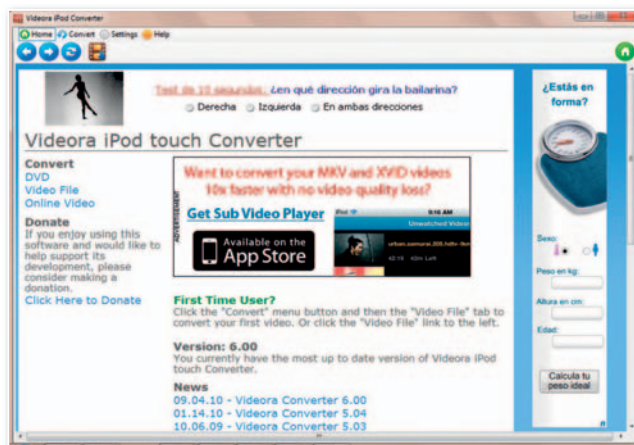 Videora iPod Converter
Home Convert Settings Help
Test de 10 segundos. ¿en qué dirección gira la bailarina?
Derecha Izquierda En ambas direcciones
Videora iPod touch Converter
Convert
DVD
Video File
Online Video
Donate
If you enjoy using this
software and would like to
help support its
development, please
consider making a
donation.
Click Here to Donate
ADVERTISEMENT
Want to convert your MKV and XVID videos
10x faster with no video quality loss?
Get Sub Video Player
Available on the
App Store
iPod 9:16 AM
Unwatched Video
42:15 42m Left
First Time User?
Click the "Convert" menu button and then the "Video File" tab to
convert your first video. Or click the "Video File" link to the left.
Version: 6.00
You currently have the most up to date version of Videora iPod
touch Converter.
News
09.04.10 - Videora Converter 6.00
01.14.10 - Videora Converter 5.04
10.06.09 - Videora Converter 5.03
¿Estás en
forma?
Sexo:
Peso en kg:
Altura en cm:
Edad:
Calcula tu
peso ideal